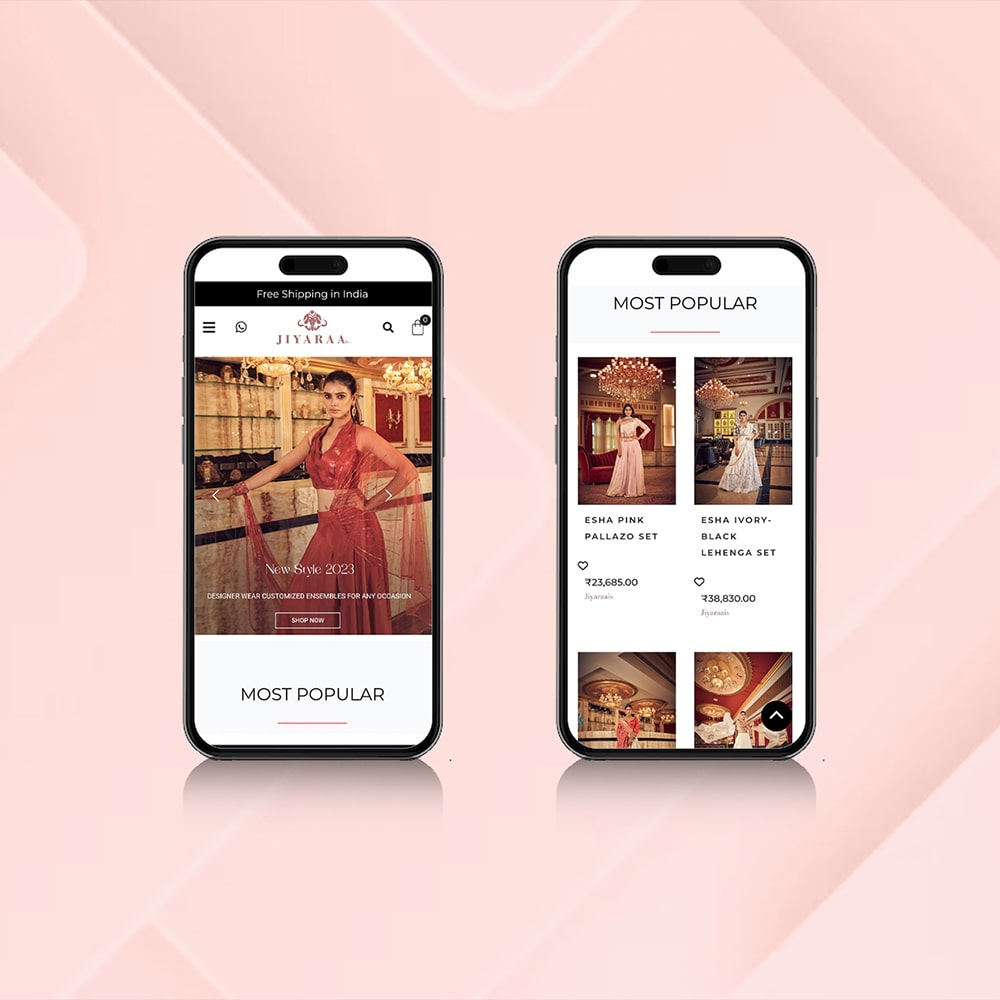 Free Shipping in India
0
JIYARAA
New Style 2023
DESIGNER WEAR CUSTOMIZED ENSEMBLES FOR ANY OCCASION
SHOP NOW
MOST POPULAR
MOST POPULAR
ESHA PINK
PALLAZO SET
₹23,685.00
Jiyaraais
ESHA IVORY-
BLACK
LEHENGA SET
₹38,830.00
Jiyaraais